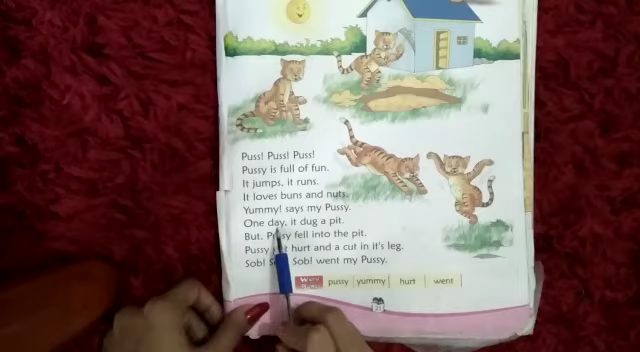 Puss! Puss! Puss!
Pussy is full of fun.
It jumps, it runs.
It loves buns and nuts.
Yummy! says my Pussy.
One day, it dug a pit.
But. Pussy fell into the pit.
Pussy hurt and a cut in it's leg.
Sob! Sob! went my Pussy.
pussy yummy hurt went